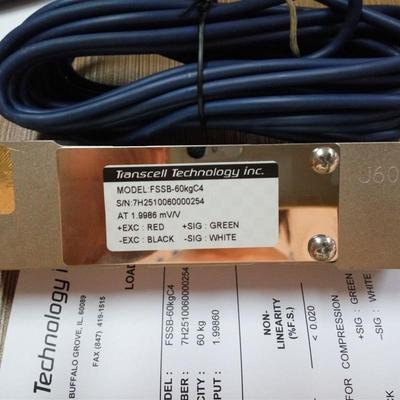 Transcell Technology inc.
MODEL:FSSB-60kgC4
S/N:7H2510060000254
AT 1.9986 mV/V
+EXC : RED +SIG : GREEN
-EXC : BLACK -SIG : WHITE
J60
Technology in
BUFFALO GROVE, IL. 60089
FAX (847) 419-1515
LOAD
DEL : FSSB-60kgC4
BER : 7H2510060000254
CITY : 60 kg
PUT : 1.99860
NON-
LINEARITY
(%F.S.)
< 0.020
FOR COMPRESSION
+SIG : GREEN
-SIG : WHITE